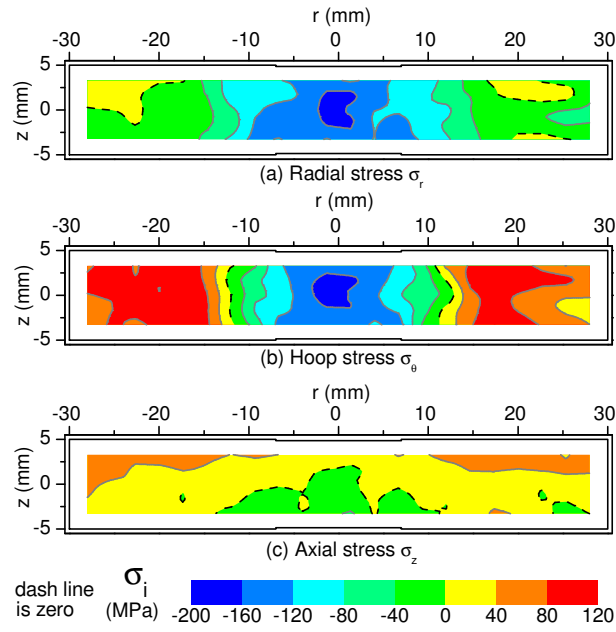 r (mm)
-30 -20 -10 0 10 20 30
5
0
-5
z (mm)
(a) Radial stress σr
r (mm)
-30 -20 -10 0 10 20 30
5
0
-5
z (mm)
(b) Hoop stress σθ
r (mm)
-30 -20 -10 0 10 20 30
5
0
-5
z (mm)
(c) Axial stress σz
dash line
is zero
σi
(MPa)
-200 -160 -120 -80 -40 0 40 80 120